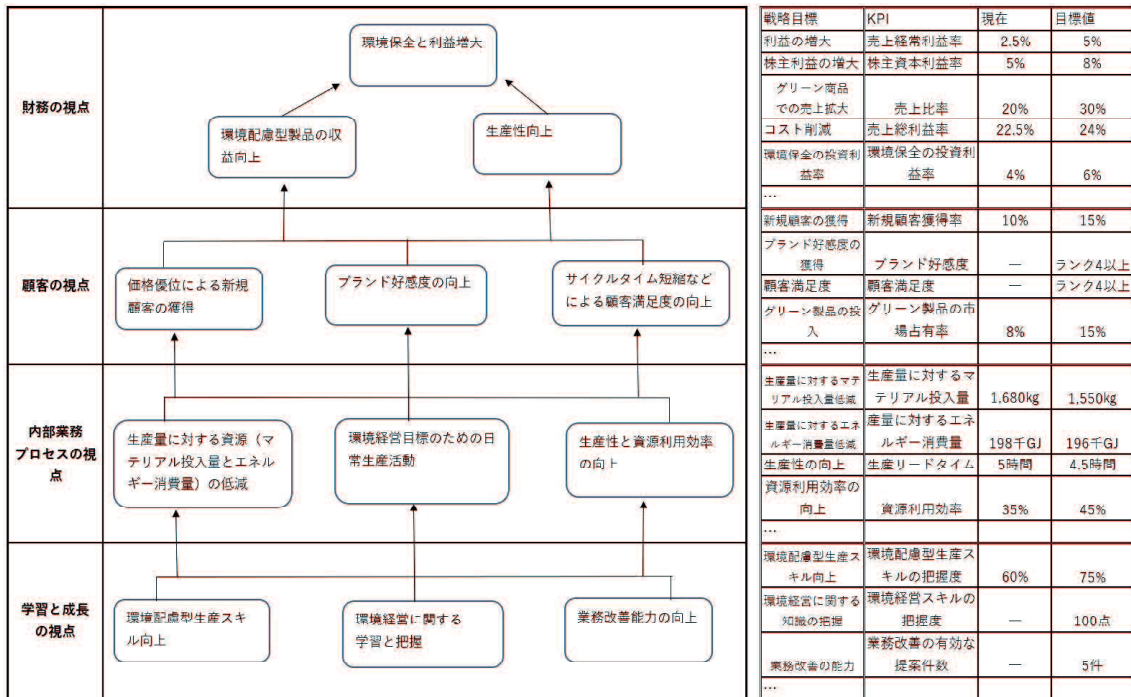 財務の視点
環境保全と利益増大
環境配慮型製品の収
益向上
生産性向上
顧客の視点
価格優位による新規
顧客の獲得
ブランド好感度の向上
サイクルタイム短縮など
による顧客満足度の向上
内部業務
プロセスの視
点
生産量に対する資源（マ
テリアル投入量とエネル
ギー消費量）の低減
環境経営目標のための日
常生産活動
生産性と資源利用効率
の向上
学習と成長
の視点
環境配慮型生産スキ
ル向上
環境経営に関する
学習と把握
業務改善能力の向上
戦略目標 KPI 現在 目標値
利益の増大 売上経常利益率 2.5% 5%
株主利益の増大 株主資本利益率 5% 8%
グリーン商品
での売上拡大 売上比率 20% 30%
コスト削減 売上総利益率 22.5% 24%
環境保全の投資利 環境保全の投資利
益率 益率 4% 6%
…
新規顧客の獲得 新規顧客獲得率 10% 15%
ブランド好感度の
獲得 ブランド好感度 — ランク4以上
顧客満足度 顧客満足度 — ランク4以上
グリーン製品の投 グリーン製品の市
入 場占有率 8% 15%
…
生産量に対するマテ 生産量に対するマ
リアル投入量低減 テリアル投入量 1,680kg 1,550kg
生産量に対するエネ 産量に対するエネ
ルギー消費量低減 ルギー消費量 198千GJ 196千GJ
生産性の向上 生産リードタイム 5時間 4.5時間
資源利用効率の
向上 資源利用効率 35% 45%
…
環境配慮型生産ス 環境配慮型生産ス
キル向上 キルの把握度 60% 75%
環境経営に関する 環境経営スキルの
知識の把握 把握度 — 100点
業務改善の有効な
業務改善の能力 提案件数 — 5件
…